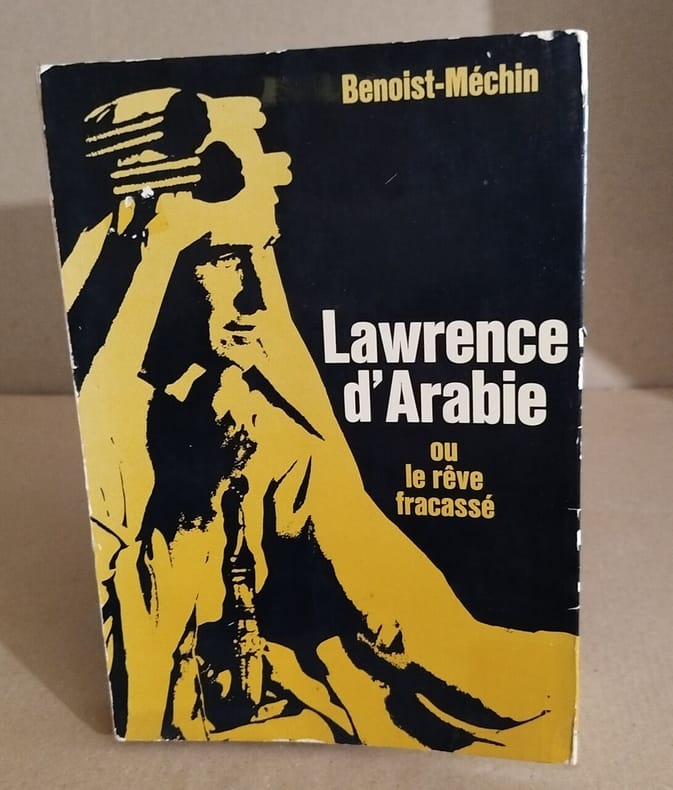 Benoist-Méchin
Lawrence
d'Arabie
ou
le rêve
fracassé